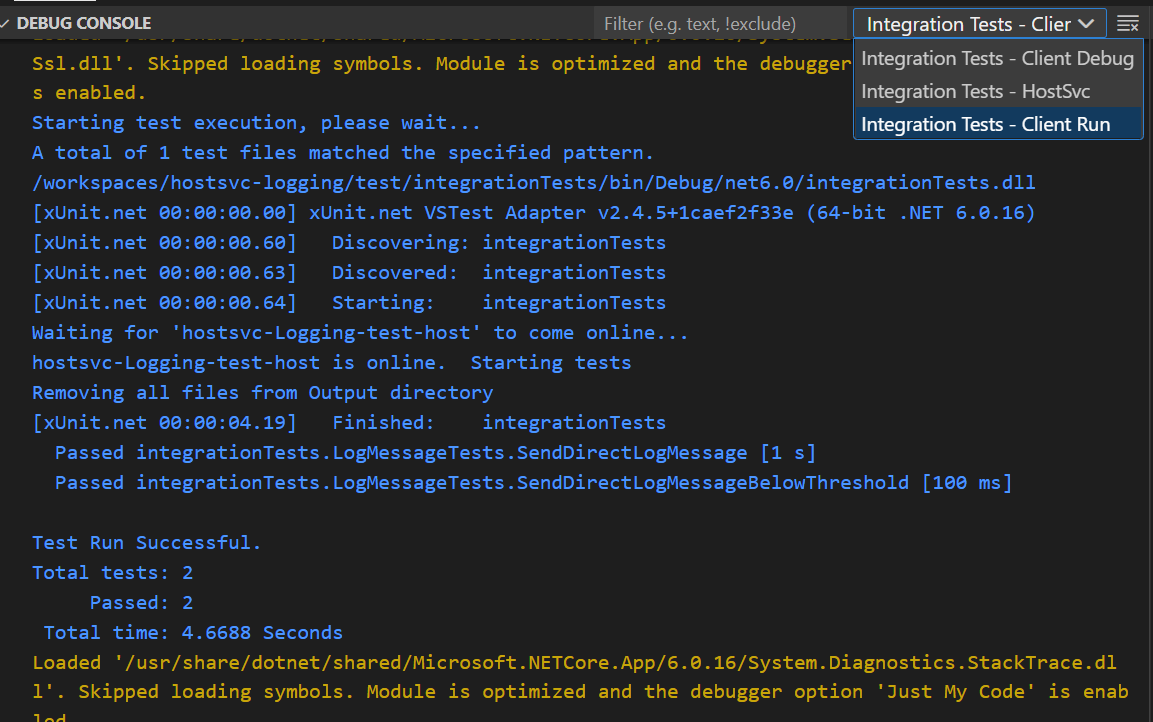 DEBUG CONSOLE
Filter (e.g. text, !exclude)
Integration Tests - Clier
Integration Tests - Client Debug
Integration Tests - HostSvc
Integration Tests - Client Run
Ssl.dll'. Skipped loading symbols. Module is optimized and the debugger
s enabled.
Starting test execution, please wait...
A total of 1 test files matched the specified pattern.
/workspaces/hostsvc-logging/test/integrationTests/bin/Debug/net6.0/integrationTests.dll
[xUnit.net 00:00:00.00] xUnit.net VSTest Adapter v2.4.5+1caef2f33e (64-bit .NET 6.0.16)
[xUnit.net 00:00:00.60]   Discovering: integrationTests
[xUnit.net 00:00:00.63]   Discovered:  integrationTests
[xUnit.net 00:00:00.64]   Starting:    integrationTests
Waiting for 'hostsvc-Logging-test-host' to come online...
hostsvc-Logging-test-host is online.  Starting tests
Removing all files from Output directory
[xUnit.net 00:00:04.19]   Finished:    integrationTests
  Passed integrationTests.LogMessageTests.SendDirectLogMessage [1 s]
  Passed integrationTests.LogMessageTests.SendDirectLogMessageBelowThreshold [100 ms]
Test Run Successful.
Total tests: 2
     Passed: 2
 Total time: 4.6688 Seconds
Loaded '/usr/share/dotnet/shared/Microsoft.NETCore.App/6.0.16/System.Diagnostics.StackTrace.dl
l'. Skipped loading symbols. Module is optimized and the debugger option 'Just My Code' is enab
led.